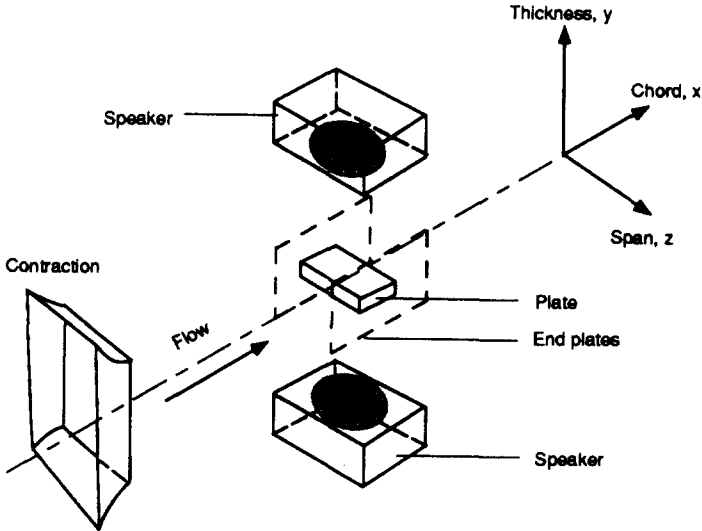 Thickness, y
Chord, x
Speaker
Span, z
Contraction
Plate
Flow
End plates
Speaker